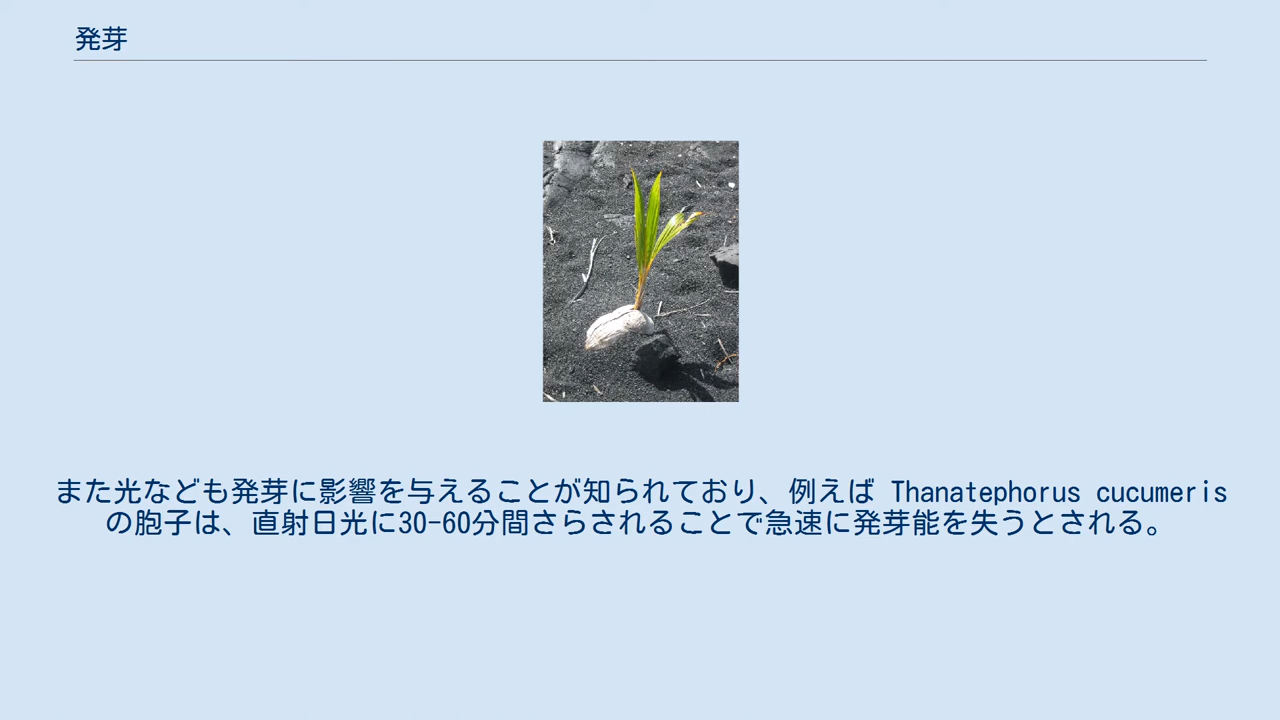 発芽
また光なども発芽に影響を与えることが知られており、例えば Thanatephorus cucumeris
の胞子は、直射日光に30-60分間さらされることで急速に発芽能を失うとされる。